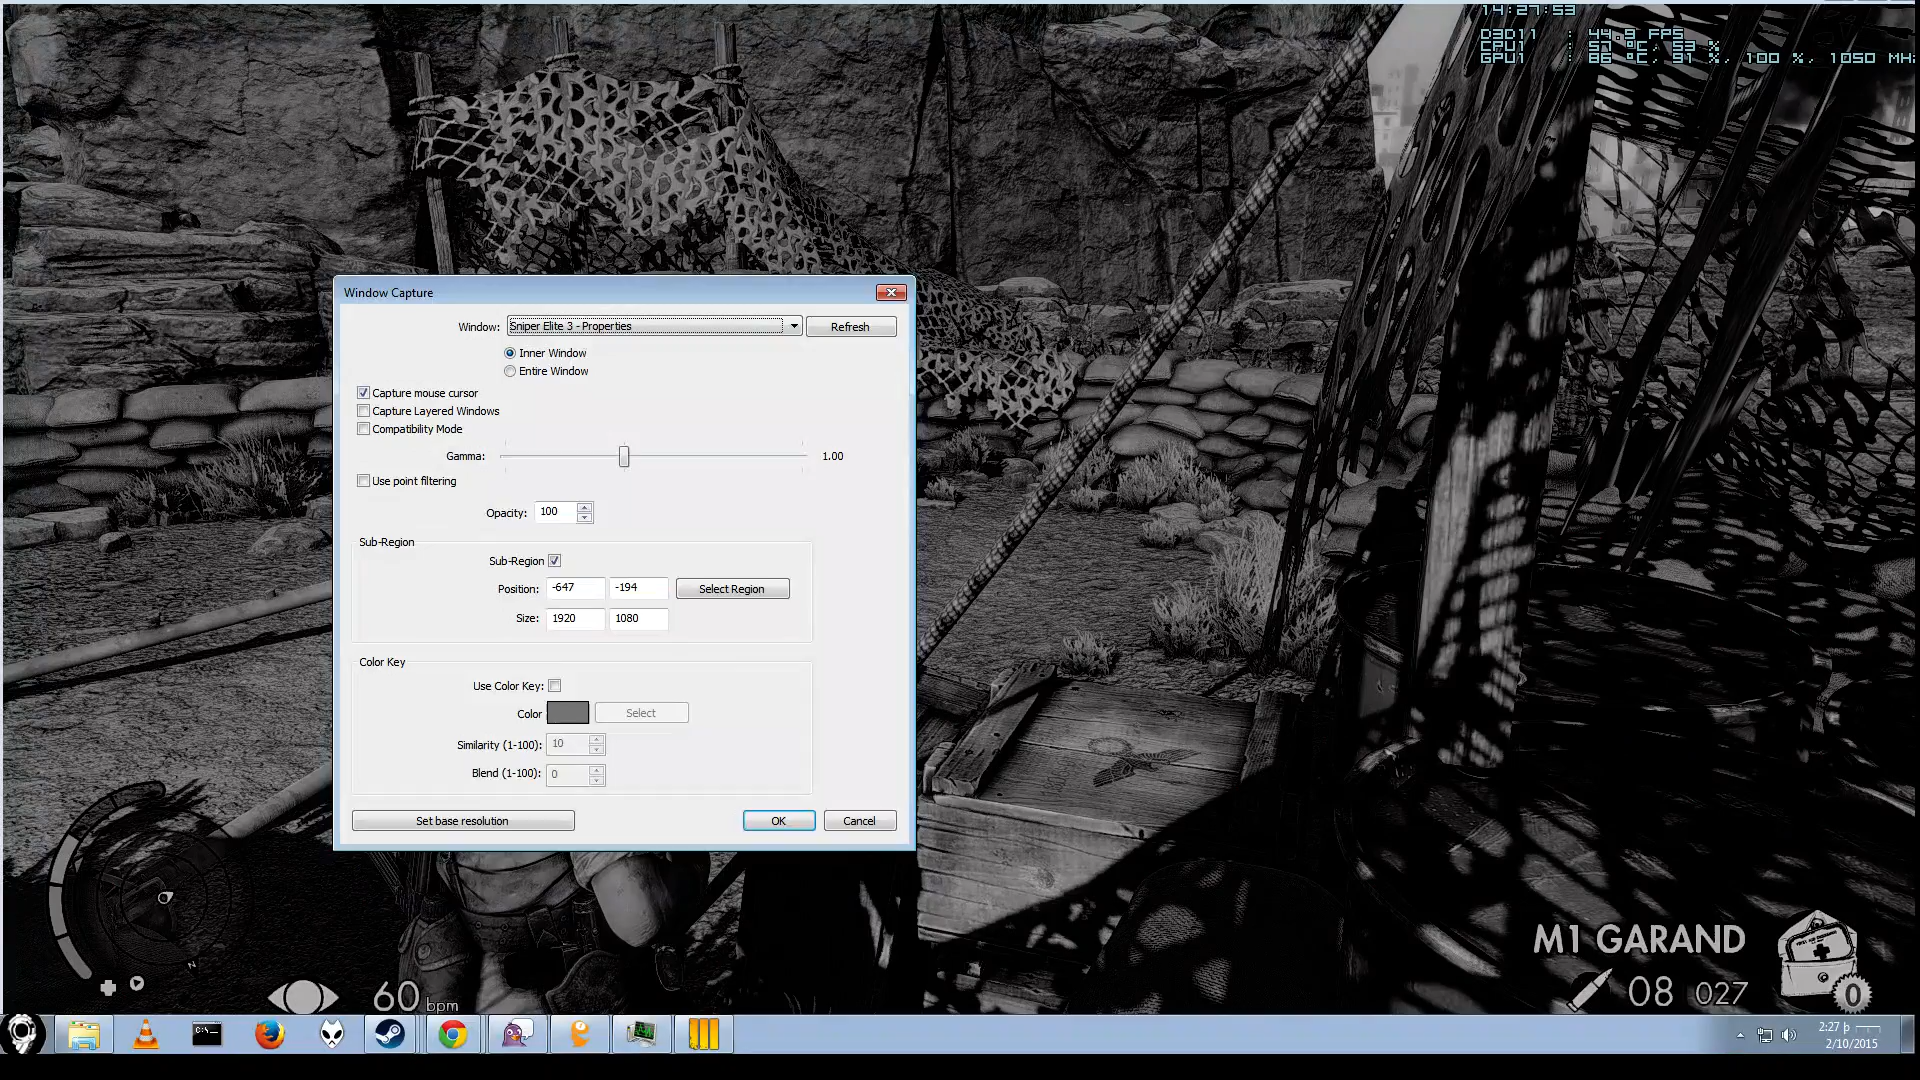 14:27:53
D3D11 : 44.9 FPS
CPU1 : 57 °C, 53 %
GPU1 : 86 °C, 91 %, 100 %, 1050 MH
Window Capture
Window: Sniper Elite 3 - Properties Refresh
Inner Window
Entire Window
Capture mouse cursor
Capture Layered Windows
Compatibility Mode
Gamma: 1.00
Use point filtering
Opacity: 100
Sub-Region
Sub-Region
Position: -647 -194 Select Region
Size: 1920 1080
Color Key
Use Color Key:
Color Select
Similarity (1-100): 10
Blend (1-100): 0
Set base resolution OK Cancel
N
60 bpm
M1 GARAND
08 027
0
C:\_
2:27
2/10/2015